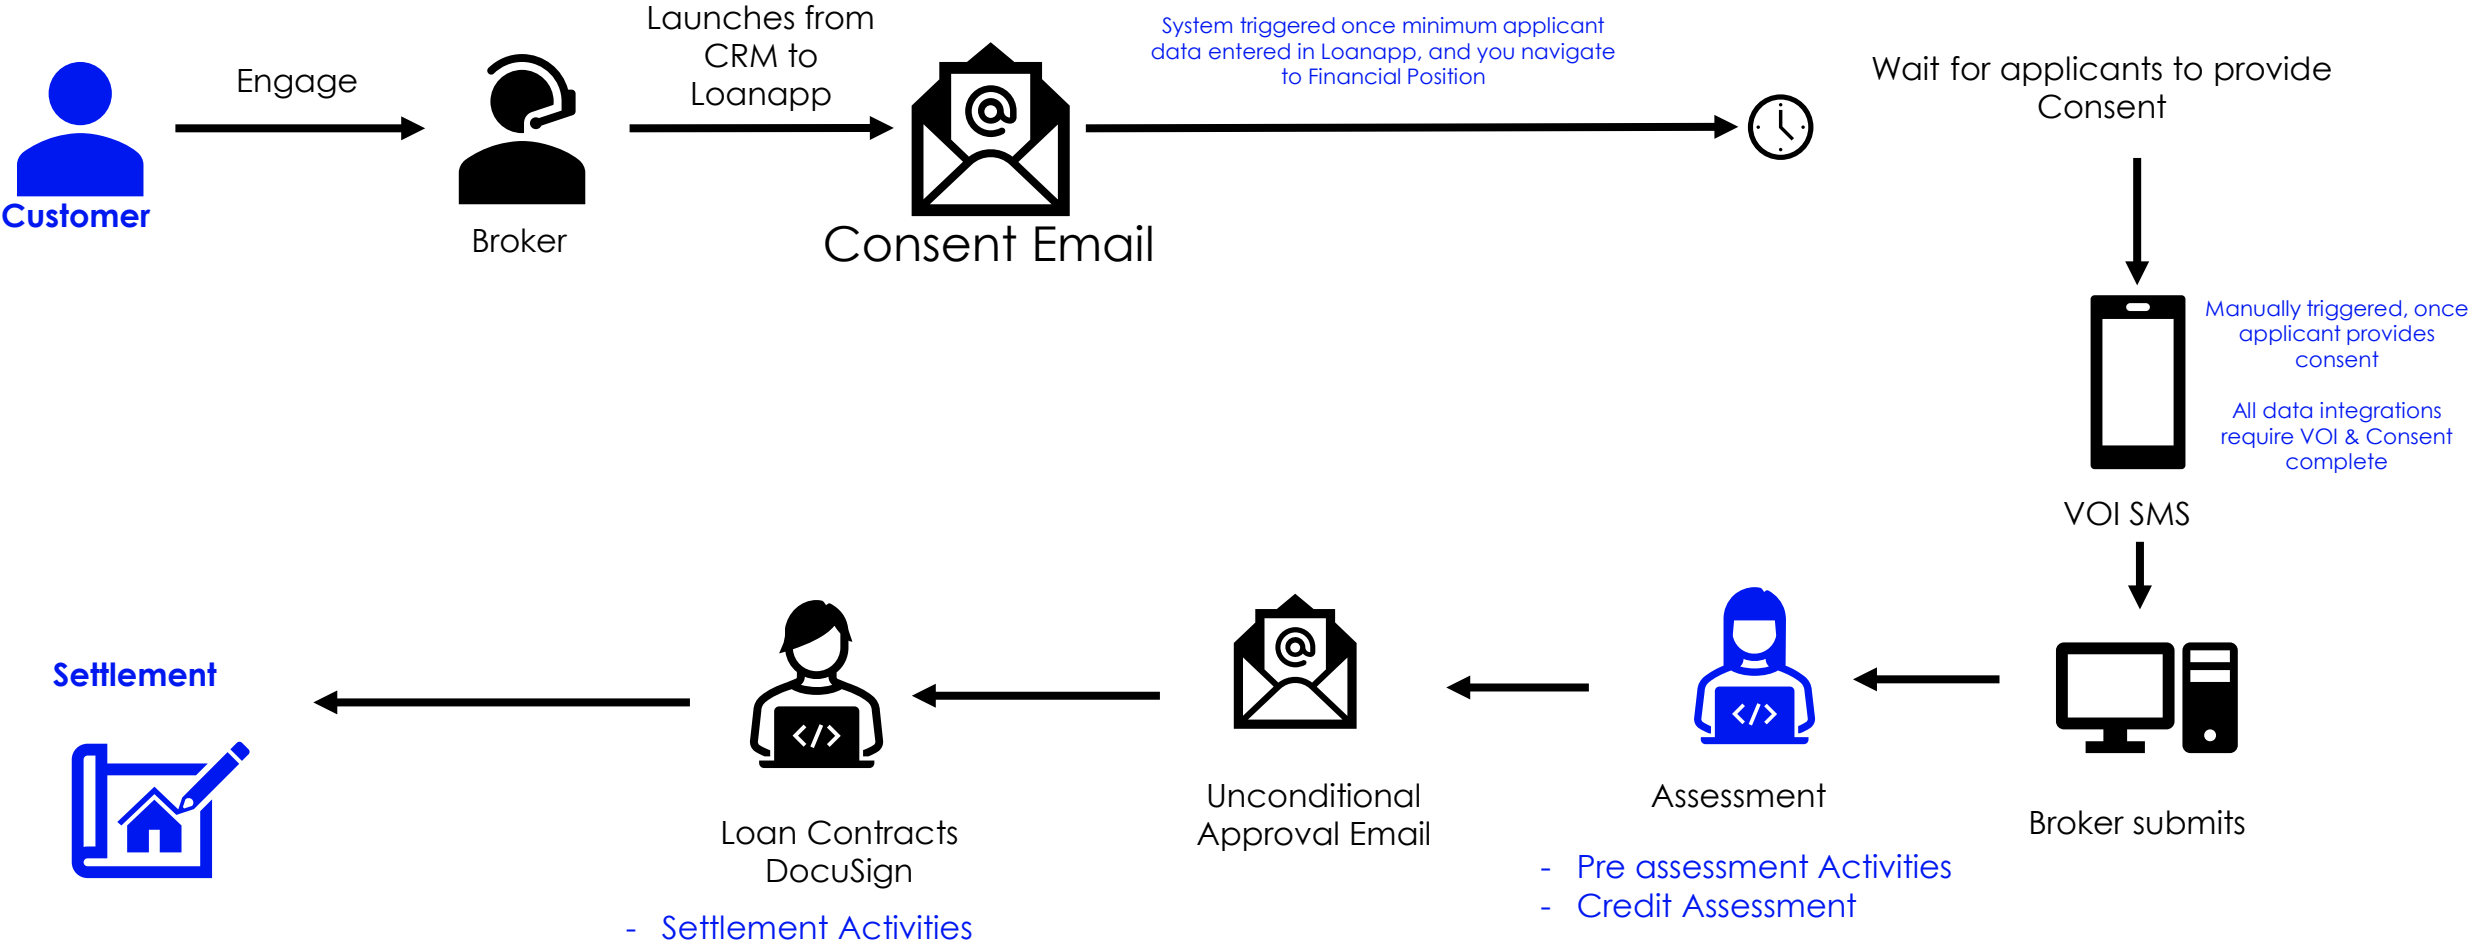 Engage
Customer
Broker
Launches from
CRM to
Loanapp
Consent Email
System triggered once minimum applicant
data entered in Loanapp, and you navigate
to Financial Position
Wait for applicants to provide
Consent
Manually triggered, once
applicant provides
consent
All data integrations
require VOI & Consent
complete
VOI SMS
Broker submits
Assessment
- Pre assessment Activities
- Credit Assessment
Unconditional
Approval Email
Loan Contracts
DocuSign
- Settlement Activities
Settlement